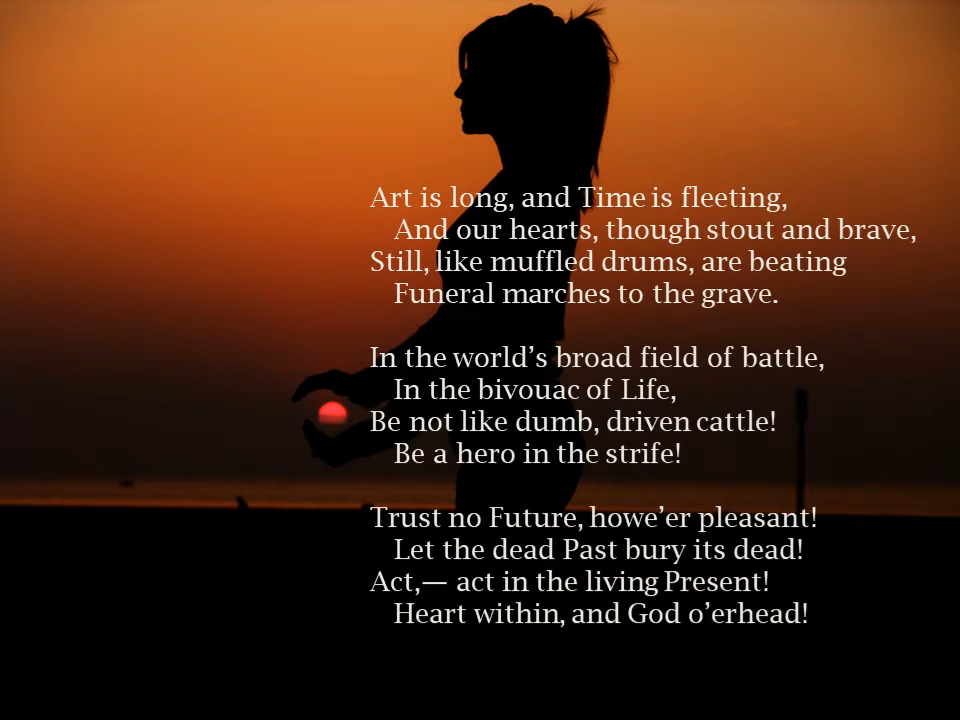 Art is long, and Time is fleeting,
And our hearts, though stout and brave,
Still, like muffled drums, are beating
Funeral marches to the grave.
In the world’s broad field of battle,
In the bivouac of Life,
Be not like dumb, driven cattle!
Be a hero in the strife!
Trust no Future, howe’er pleasant!
Let the dead Past bury its dead!
Act,— act in the living Present!
Heart within, and God o’erhead!